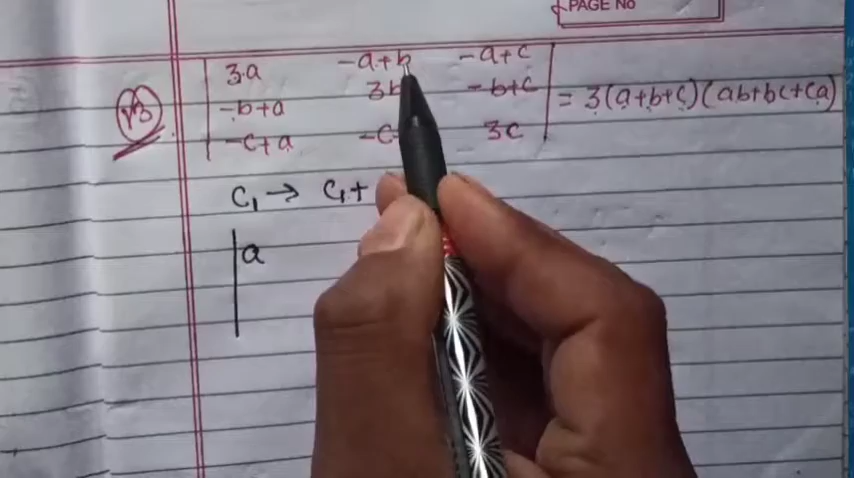 PAGE No
3a -a+b -a+c
-b+a 3b -b+c = 3(a+b+c)(ab+bc+ca)
-c+a -c 3c
C₁ → C₁+
a